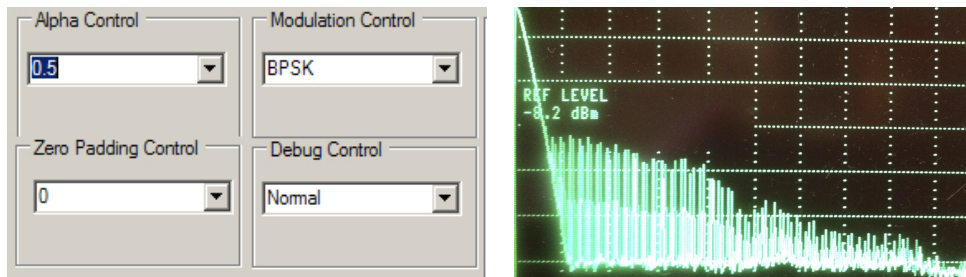 Alpha Control
Modulation Control
0.5
BPSK
REF LEVEL
-8.2 dBm
Zero Padding Control
Debug Control
0
Normal